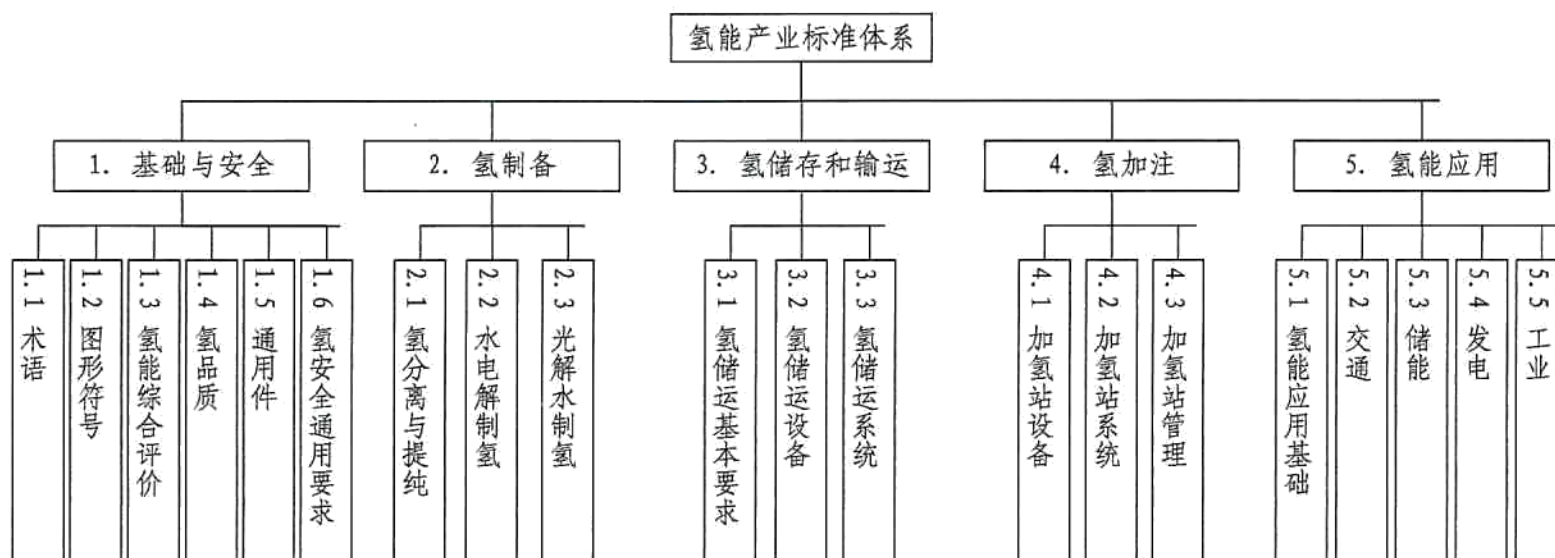 氢能产业标准体系
1. 基础与安全
2. 氢制备
3. 氢储存和输运
4. 氢加注
5. 氢能应用
1.1 术语
1.2 图形符号
1.3 氢能综合评价
1.4 氢品质
1.5 通用件
1.6 氢安全通用要求
2.1 氢分离与提纯
2.2 水电解制氢
2.3 光解水制氢
3.1 氢储运基本要求
3.2 氢储运设备
3.3 氢储运系统
4.1 加氢站设备
4.2 加氢站系统
4.3 加氢站管理
5.1 氢能应用基础
5.2 交通
5.3 储能
5.4 发电
5.5 工业